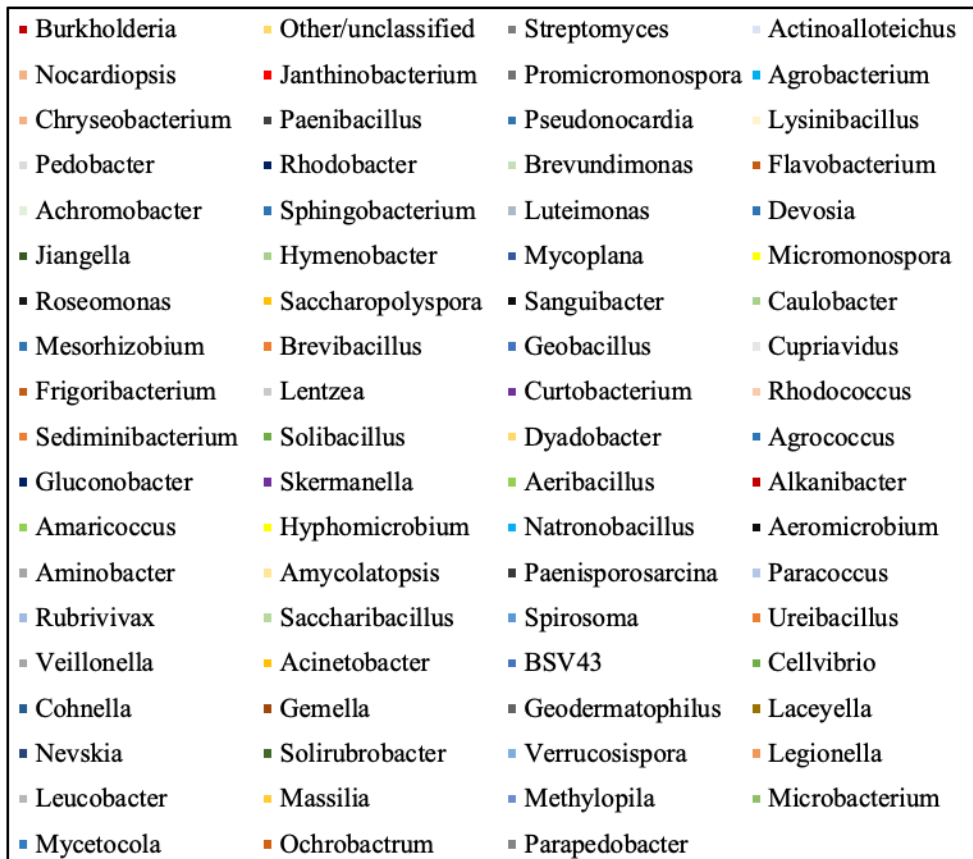 Burkholderia Other/unclassified Streptomyces Actinoalloteichus
Nocardiopsis Janthinobacterium Promicromonospora Agrobacterium
Chryseobacterium Paenibacillus Pseudonocardia Lysinibacillus
Pedobacter Rhodobacter Brevundimonas Flavobacterium
Achromobacter Sphingobacterium Luteimonas Devosia
Jiangella Hymenobacter Mycoplana Micromonospora
Roseomonas Saccharopolyspora Sanguibacter Caulobacter
Mesorhizobium Brevibacillus Geobacillus Cupriavidus
Frigoribacterium Lentzea Curtobacterium Rhodococcus
Sediminibacterium Solibacillus Dyadobacter Agrococcus
Gluconobacter Skermanella Aeribacillus Alkanibacter
Amaricoccus Hyphomicrobium Natronobacillus Aeromicrobium
Aminobacter Amycolatopsis Paenisporosarcina Paracoccus
Rubrivivax Saccharibacillus Spirosoma Ureibacillus
Veillonella Acinetobacter BSV43 Cellvibrio
Cohnella Gemella Geodermatophilus Laceyella
Nevskia Solirubrobacter Verrucosispora Legionella
Leucobacter Massilia Methylopila Microbacterium
Mycetocola Ochrobactrum Parapedobacter